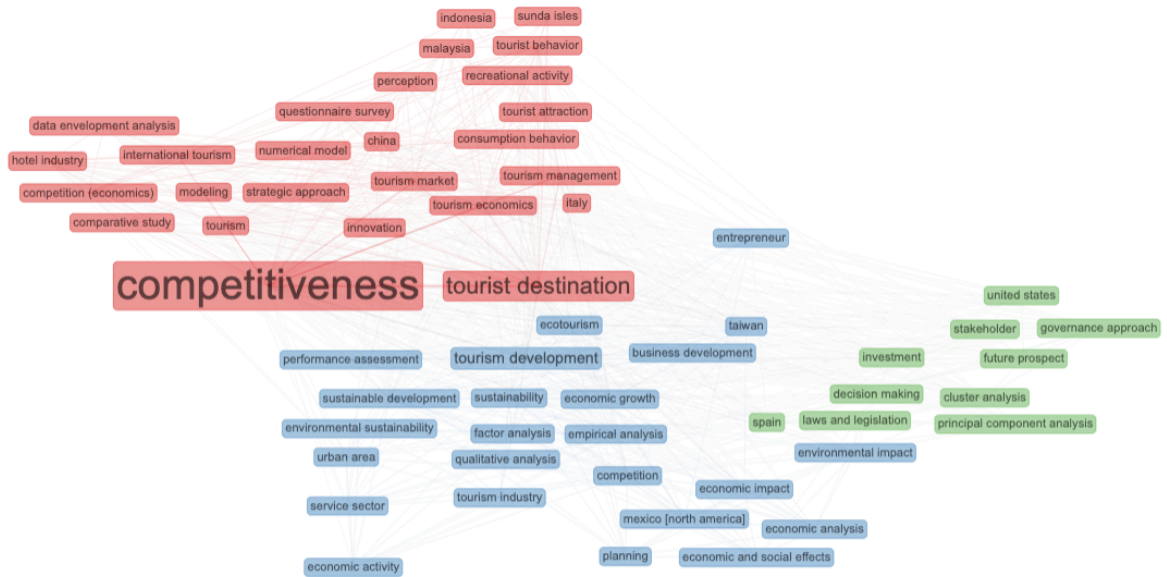 indonesia
sunda isles
malaysia
tourist behavior
perception
recreational activity
questionnaire survey
tourist attraction
data envelopment analysis
china
consumption behavior
hotel industry
international tourism
numerical model
tourism market
tourism management
competition (economics)
modeling
strategic approach
tourism economics
italy
comparative study
tourism
innovation
entrepreneur
competitiveness
tourist destination
united states
ecotourism
taiwan
stakeholder
governance approach
performance assessment
tourism development
business development
investment
future prospect
sustainable development
sustainability
economic growth
decision making
cluster analysis
environmental sustainability
factor analysis
empirical analysis
spain
laws and legislation
principal component analysis
urban area
qualitative analysis
environmental impact
competition
economic impact
service sector
tourism industry
mexico [north america]
economic analysis
economic activity
planning
economic and social effects